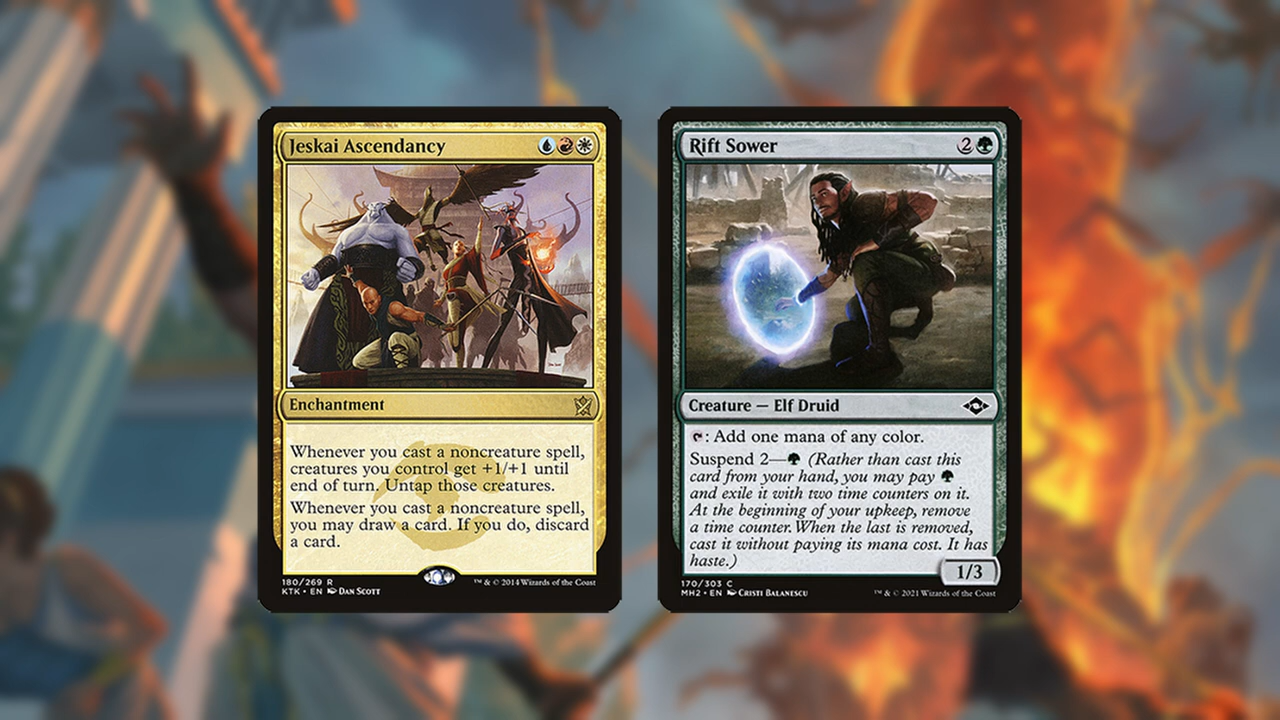 Jeskai Ascendancy
Enchantment
Whenever you cast a noncreature spell,
creatures you control get +1/+1 until
end of turn. Untap those creatures.
Whenever you cast a noncreature spell,
you may draw a card. If you do, discard
a card.
180/269 R
KTK • EN DAN SCOTT
™ & © 2014 Wizards of the Coast
Rift Sower
2
Creature — Elf Druid
: Add one mana of any color.
Suspend 2— (Rather than cast this
card from your hand, you may pay
and exile it with two time counters on it.
At the beginning of your upkeep, remove
a time counter. When the last is removed,
cast it without paying its mana cost. It has
haste.)
1/3
170/303 C
MH2 • EN CRISTI BALANESCU
™ & © 2021 Wizards of the Coast